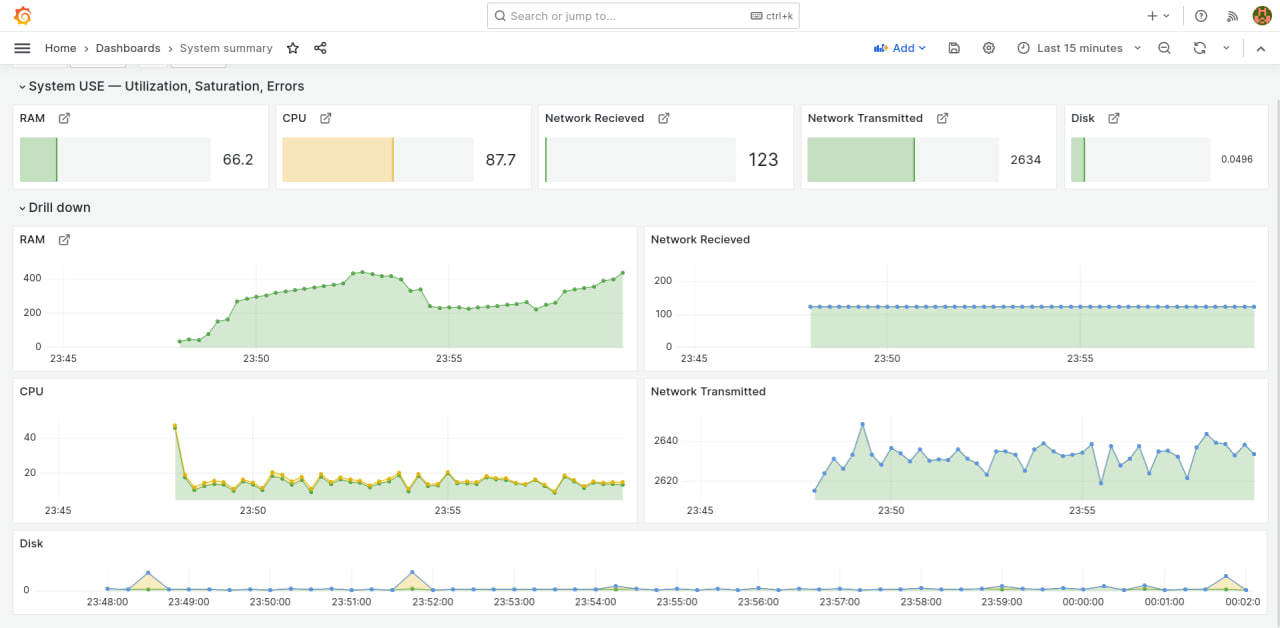 Search or jump to...
ctrl+k
Home › Dashboards › System summary
Add
Last 15 minutes
System USE — Utilization, Saturation, Errors
RAM
66.2
CPU
87.7
Network Recieved
123
Network Transmitted
2634
Disk
0.0496
Drill down
RAM
400
200
0
23:45 23:50 23:55
Network Recieved
200
100
0
23:45 23:50 23:55
CPU
40
20
23:45 23:50 23:55
Network Transmitted
2640
2620
23:45 23:50 23:55
Disk
0
23:48:00 23:49:00 23:50:00 23:51:00 23:52:00 23:53:00 23:54:00 23:55:00 23:56:00 23:57:00 23:58:00 23:59:00 00:00:00 00:01:00 00:02:0